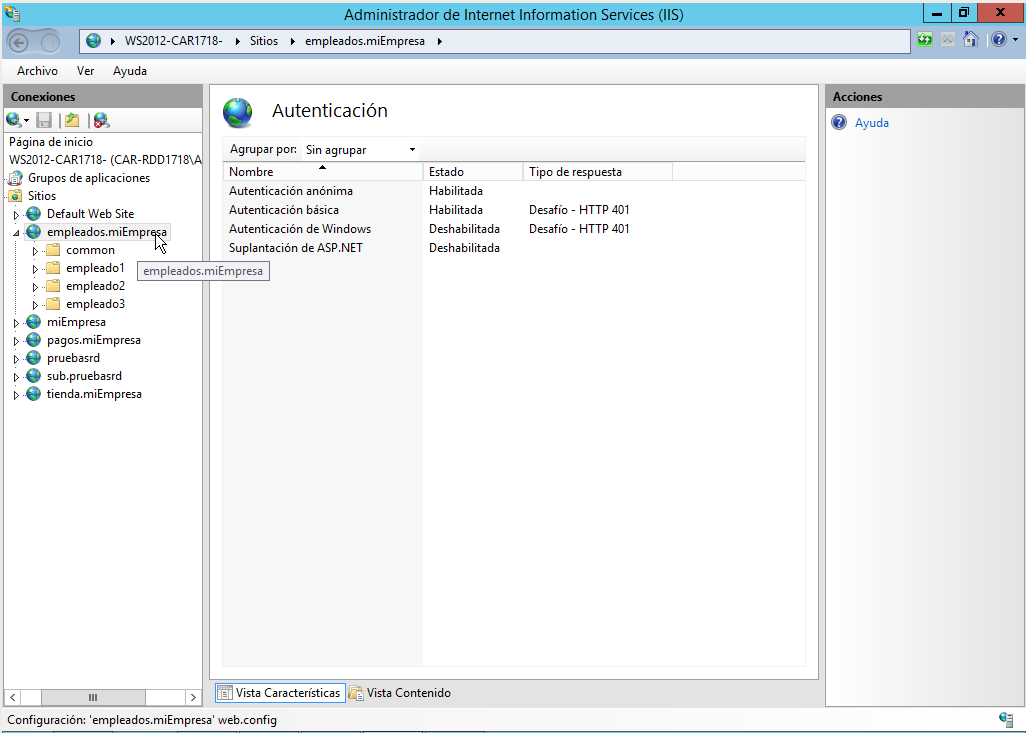 Administrador de Internet Information Services (IIS)
WS2012-CAR1718- Sitios empleados.miEmpresa
Archivo Ver Ayuda
Conexiones
Página de inicio
WS2012-CAR1718- (CAR-RDD1718\A
Grupos de aplicaciones
Sitios
Default Web Site
empleados.miEmpresa
common
empleado1
empleados.miEmpresa
empleado2
empleado3
miEmpresa
pagos.miEmpresa
pruebasrd
sub.pruebasrd
tienda.miEmpresa
Autenticación
Agrupar por: Sin agrupar
Nombre Estado Tipo de respuesta
Autenticación anónima Habilitada
Autenticación básica Habilitada Desafío - HTTP 401
Autenticación de Windows Deshabilitada Desafío - HTTP 401
Suplantación de ASP.NET Deshabilitada
Vista Características Vista Contenido
Acciones
Ayuda
Configuración: 'empleados.miEmpresa' web.config